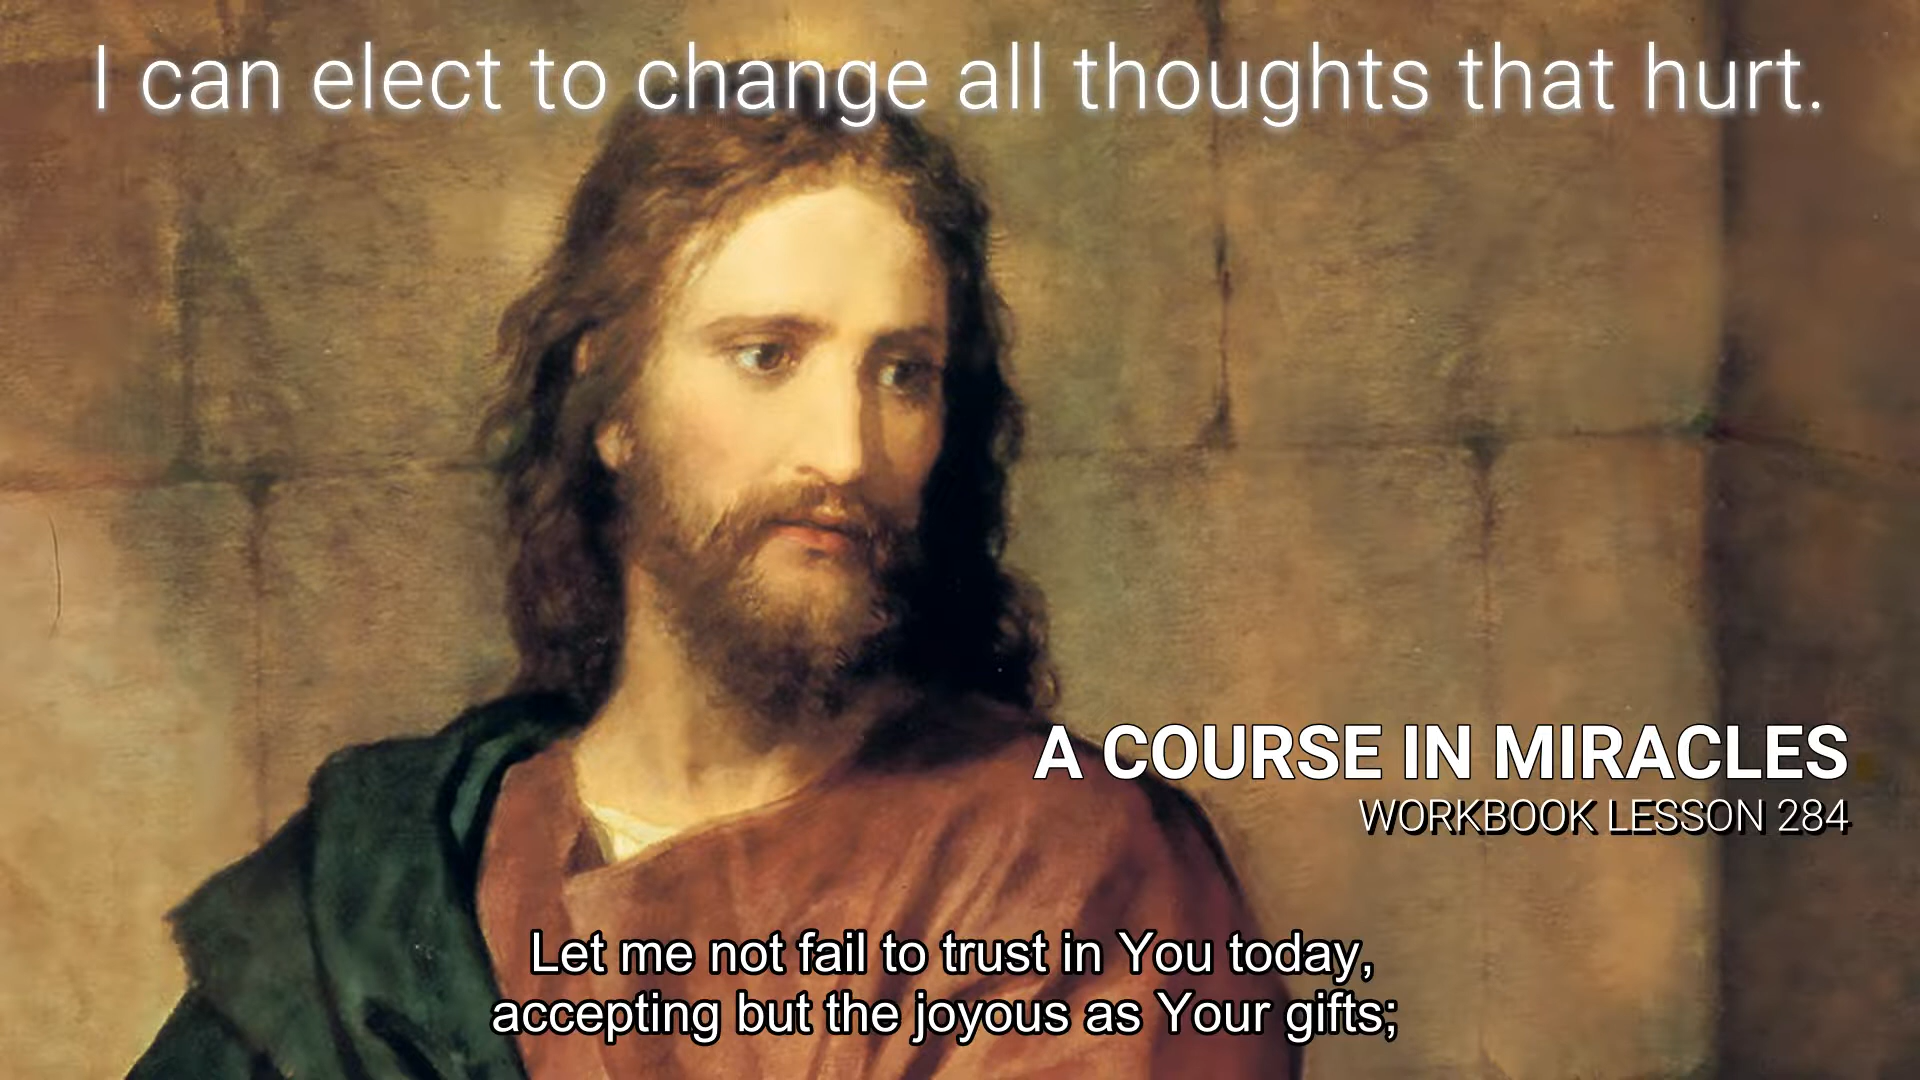 I can elect to change all thoughts that hurt.
A COURSE IN MIRACLES
WORKBOOK LESSON 284
Let me not fail to trust in You today,
accepting but the joyous as Your gifts;